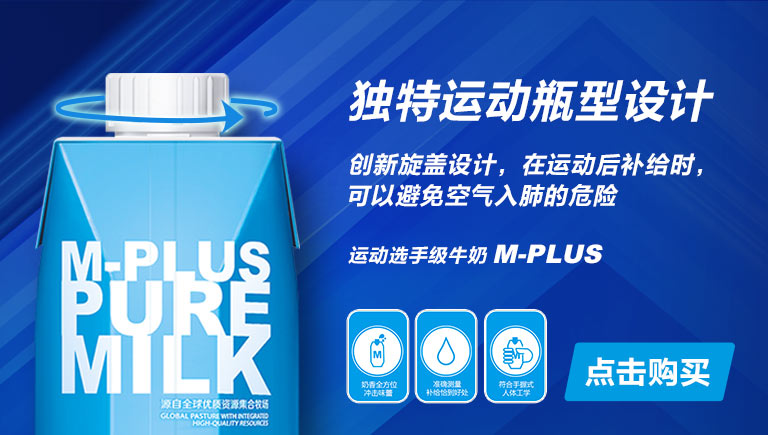 独特运动瓶型设计
创新旋盖设计，在运动后补给时，
可以避免空气入肺的危险
运动选手级牛奶 M-PLUS
M-PLUS
PURE
MILK
源自全球优质资源集合牧场
GLOBAL PASTURE WITH INTEGRATED
HIGH-QUALITY RESOURCES
M
奶香全方位
冲击味蕾
准确测量
补给恰到好处
符合手握式
人体工学
点击购买